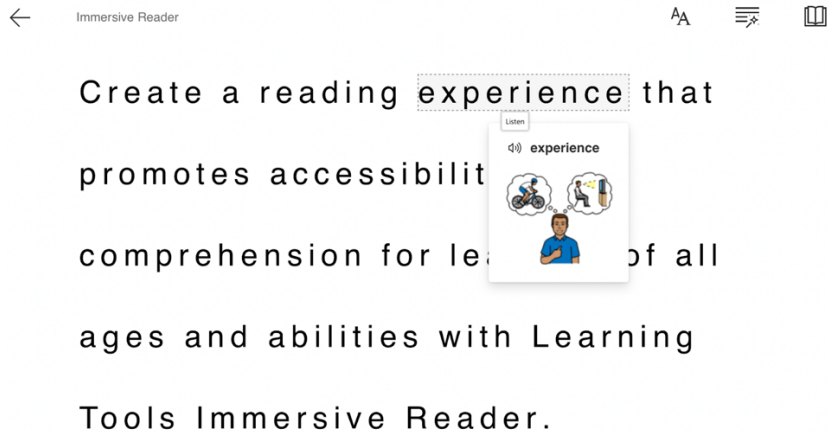 Immersive Reader
Create a reading experience that
Listen
experience
promotes accessibilit
comprehension for le of all
ages and abilities with Learning
Tools Immersive Reader.